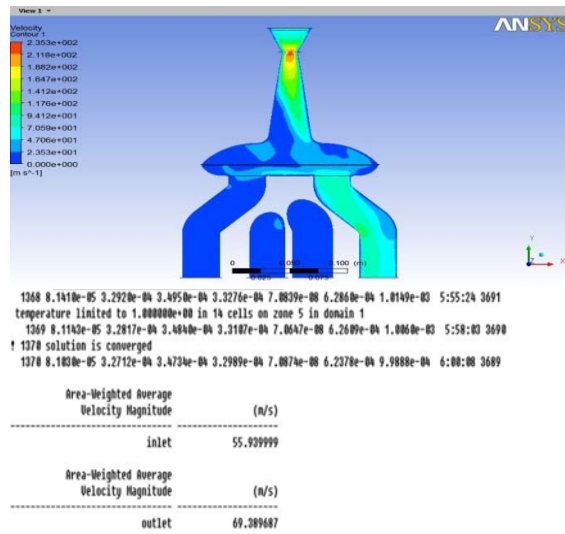 View 1
ANSYS
Velocity
Contour 1
2.353e+002
2.118e+002
1.882e+002
1.647e+002
1.412e+002
1.176e+002
9.412e+001
7.059e+001
4.706e+001
2.353e+001
0.000e+000
[m s^-1]
Y
X
0 0.050 0.100 (m)
0.025 0.075
1368 8.1410e-05 3.2920e-04 3.4950e-04 3.3276e-04 7.0839e-08 6.2860e-04 1.0149e-03 5:55:24 3691
temperature limited to 1.000000e+00 in 14 cells on zone 5 in domain 1
1369 8.1143e-05 3.2817e-04 3.4840e-04 3.3107e-04 7.0647e-08 6.2609e-04 1.0060e-03 5:58:03 3690
! 1370 solution is converged
1370 8.1030e-05 3.2712e-04 3.4734e-04 3.2989e-04 7.0874e-08 6.2378e-04 9.9888e-04 6:00:08 3689
Area-Weighted Average
Velocity Magnitude (m/s)
-------------------------------- --------------------
inlet 55.939999
Area-Weighted Average
Velocity Magnitude (m/s)
-------------------------------- --------------------
outlet 69.389687